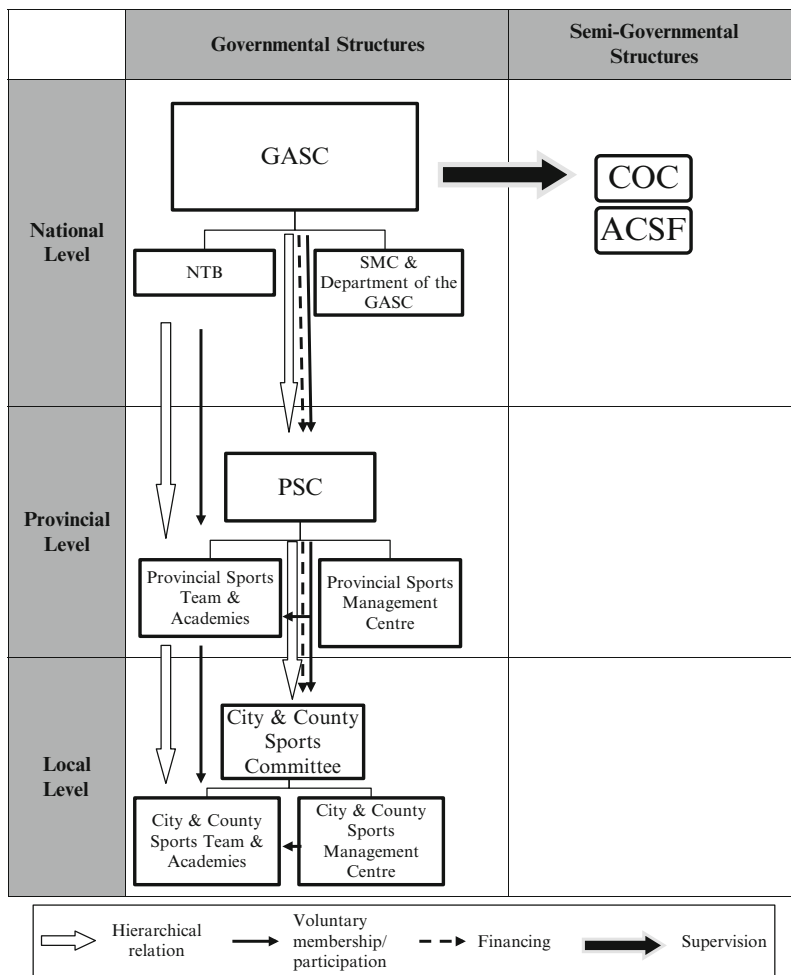 Governmental Structures
Semi-Governmental
Structures
National
Level
GASC
COC
ACSF
NTB
SMC &
Department of the
GASC
Provincial
Level
PSC
Provincial Sports
Team &
Academies
Provincial Sports
Management
Centre
Local
Level
City & County
Sports
Committee
City & County
Sports Team &
Academies
City & County
Sports
Management
Centre
Hierarchical
relation
Voluntary
membership/
participation
Financing
Supervision